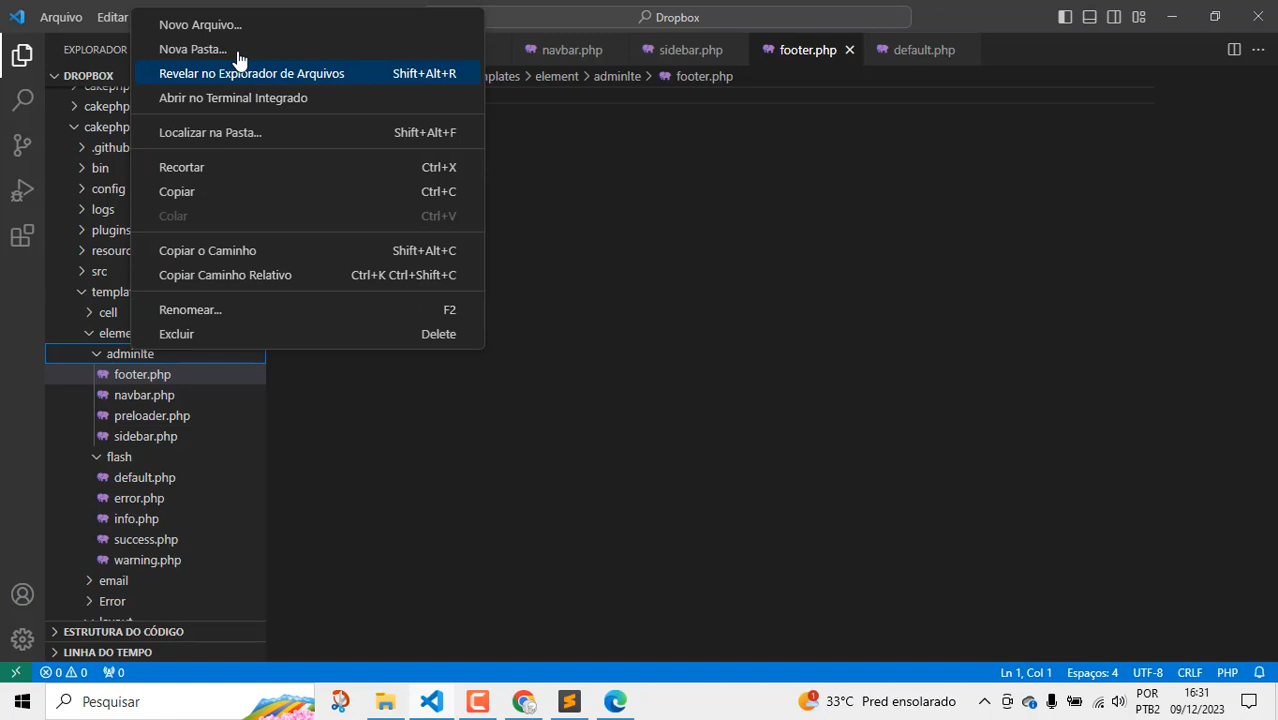 Arquivo
Editar
Dropbox
EXPLORADOR
navbar.php
sidebar.php
footer.php
default.php
DROPBOX
element
adminlte
footer.php
cakephp
.github
bin
config
logs
plugins
src
cell
adminlte
footer.php
navbar.php
preloader.php
sidebar.php
flash
default.php
error.php
info.php
success.php
warning.php
email
Error
ESTRUTURA DO CÓDIGO
LINHA DO TEMPO
Novo Arquivo...
Nova Pasta...
Revelar no Explorador de Arquivos Shift+Alt+R
Abrir no Terminal Integrado
Localizar na Pasta... Shift+Alt+F
Recortar Ctrl+X
Copiar Ctrl+C
Colar Ctrl+V
Copiar o Caminho Shift+Alt+C
Copiar Caminho Relativo Ctrl+K Ctrl+Shift+C
Renomear... F2
Excluir Delete
0 0 0
Ln 1, Col 1 Espaços: 4 UTF-8 CRLF PHP
Pesquisar
1 33°C Pred ensolarado
POR
PTB2
16:31
09/12/2023